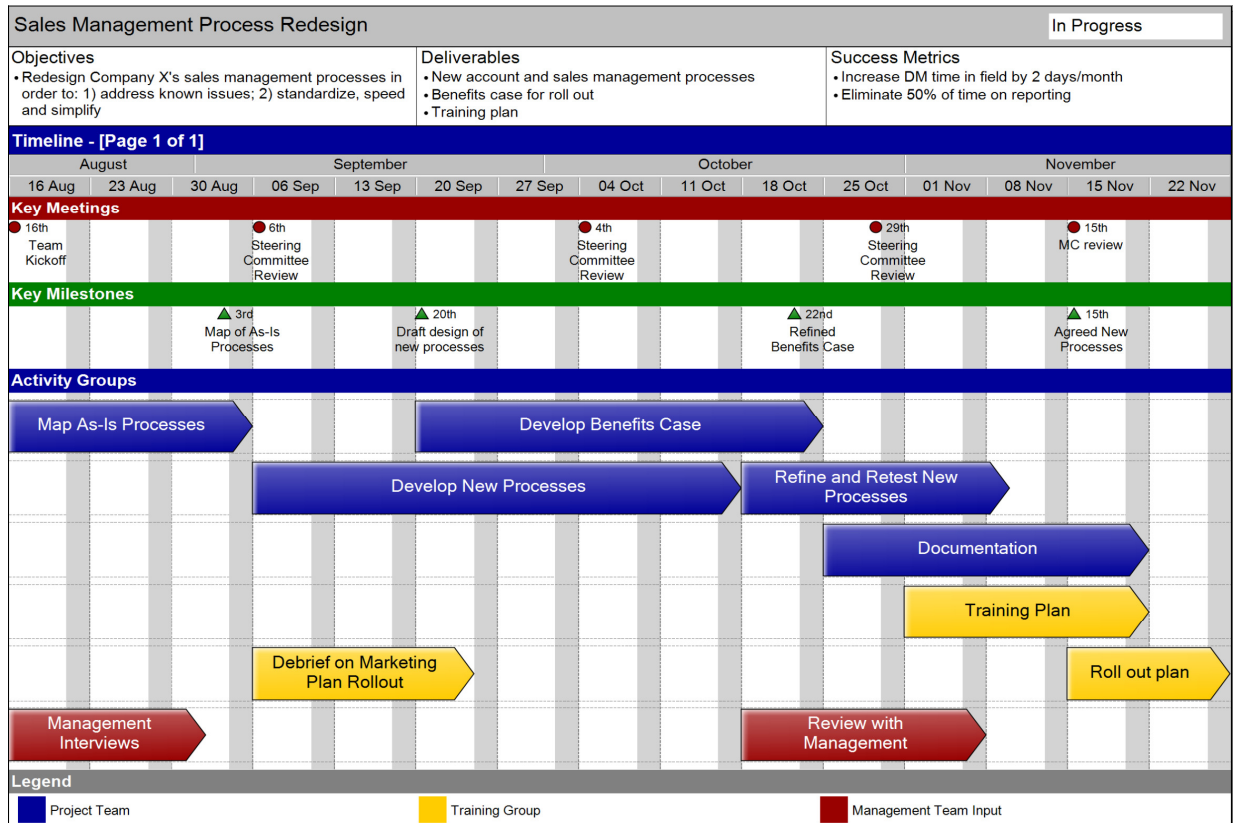 Sales Management Process Redesign
In Progress
Objectives
• Redesign Company X's sales management processes in
order to: 1) address known issues; 2) standardize, speed
and simplify
Deliverables
• New account and sales management processes
• Benefits case for roll out
• Training plan
Success Metrics
• Increase DM time in field by 2 days/month
• Eliminate 50% of time on reporting
Timeline - [Page 1 of 1]
August September October November
16 Aug 23 Aug 30 Aug 06 Sep 13 Sep 20 Sep 27 Sep 04 Oct 11 Oct 18 Oct 25 Oct 01 Nov 08 Nov 15 Nov 22 Nov
Key Meetings
16th
Team
Kickoff
6th
Steering
Committee
Review
4th
Steering
Committee
Review
29th
Steering
Committee
Review
15th
MC review
Key Milestones
3rd
Map of As-Is
Processes
20th
Draft design of
new processes
22nd
Refined
Benefits Case
15th
Agreed New
Processes
Activity Groups
Map As-Is Processes
Develop Benefits Case
Develop New Processes
Refine and Retest New
Processes
Documentation
Training Plan
Debrief on Marketing
Plan Rollout
Roll out plan
Management
Interviews
Review with
Management
Legend
Project Team
Training Group
Management Team Input